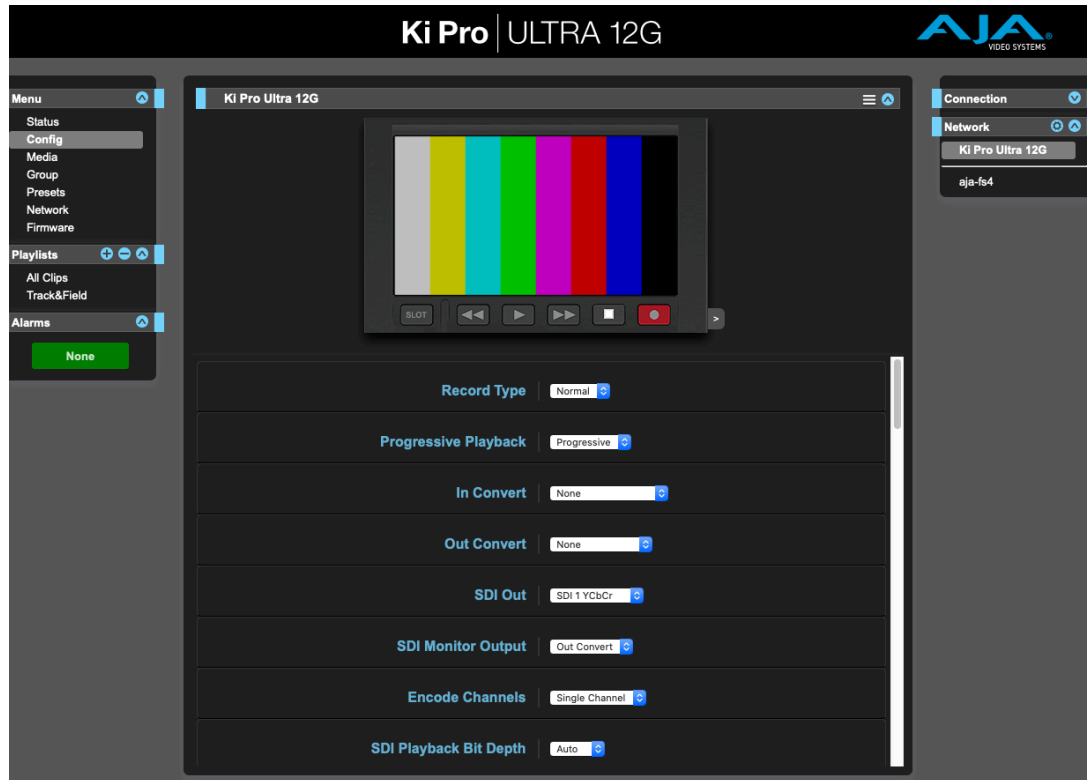 Ki Pro ULTRA 12G
AJA
VIDEO SYSTEMS
Menu
Status
Config
Media
Group
Presets
Network
Firmware
Playlists
All Clips
Track&Field
Alarms
None
Ki Pro Ultra 12G
SLOT
>
Record Type Normal
Progressive Playback Progressive
In Convert None
Out Convert None
SDI Out SDI 1 YCbCr
SDI Monitor Output Out Convert
Encode Channels Single Channel
SDI Playback Bit Depth Auto
Connection
Network
Ki Pro Ultra 12G
aja-fs4